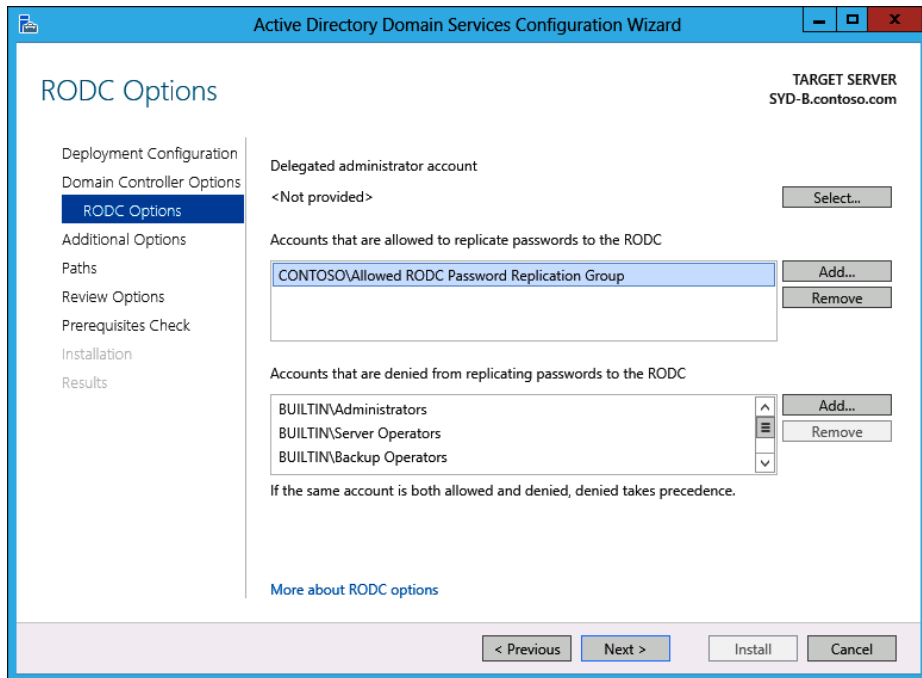 Active Directory Domain Services Configuration Wizard
x
RODC Options
TARGET SERVER
SYD-B.contoso.com
Deployment Configuration
Domain Controller Options
RODC Options
Additional Options
Paths
Review Options
Prerequisites Check
Installation
Results
Delegated administrator account
<Not provided>
Select...
Accounts that are allowed to replicate passwords to the RODC
CONTOSO\Allowed RODC Password Replication Group
Add...
Remove
Accounts that are denied from replicating passwords to the RODC
BUILTIN\Administrators
BUILTIN\Server Operators
BUILTIN\Backup Operators
Add...
Remove
If the same account is both allowed and denied, denied takes precedence.
More about RODC options
< Previous
Next >
Install
Cancel